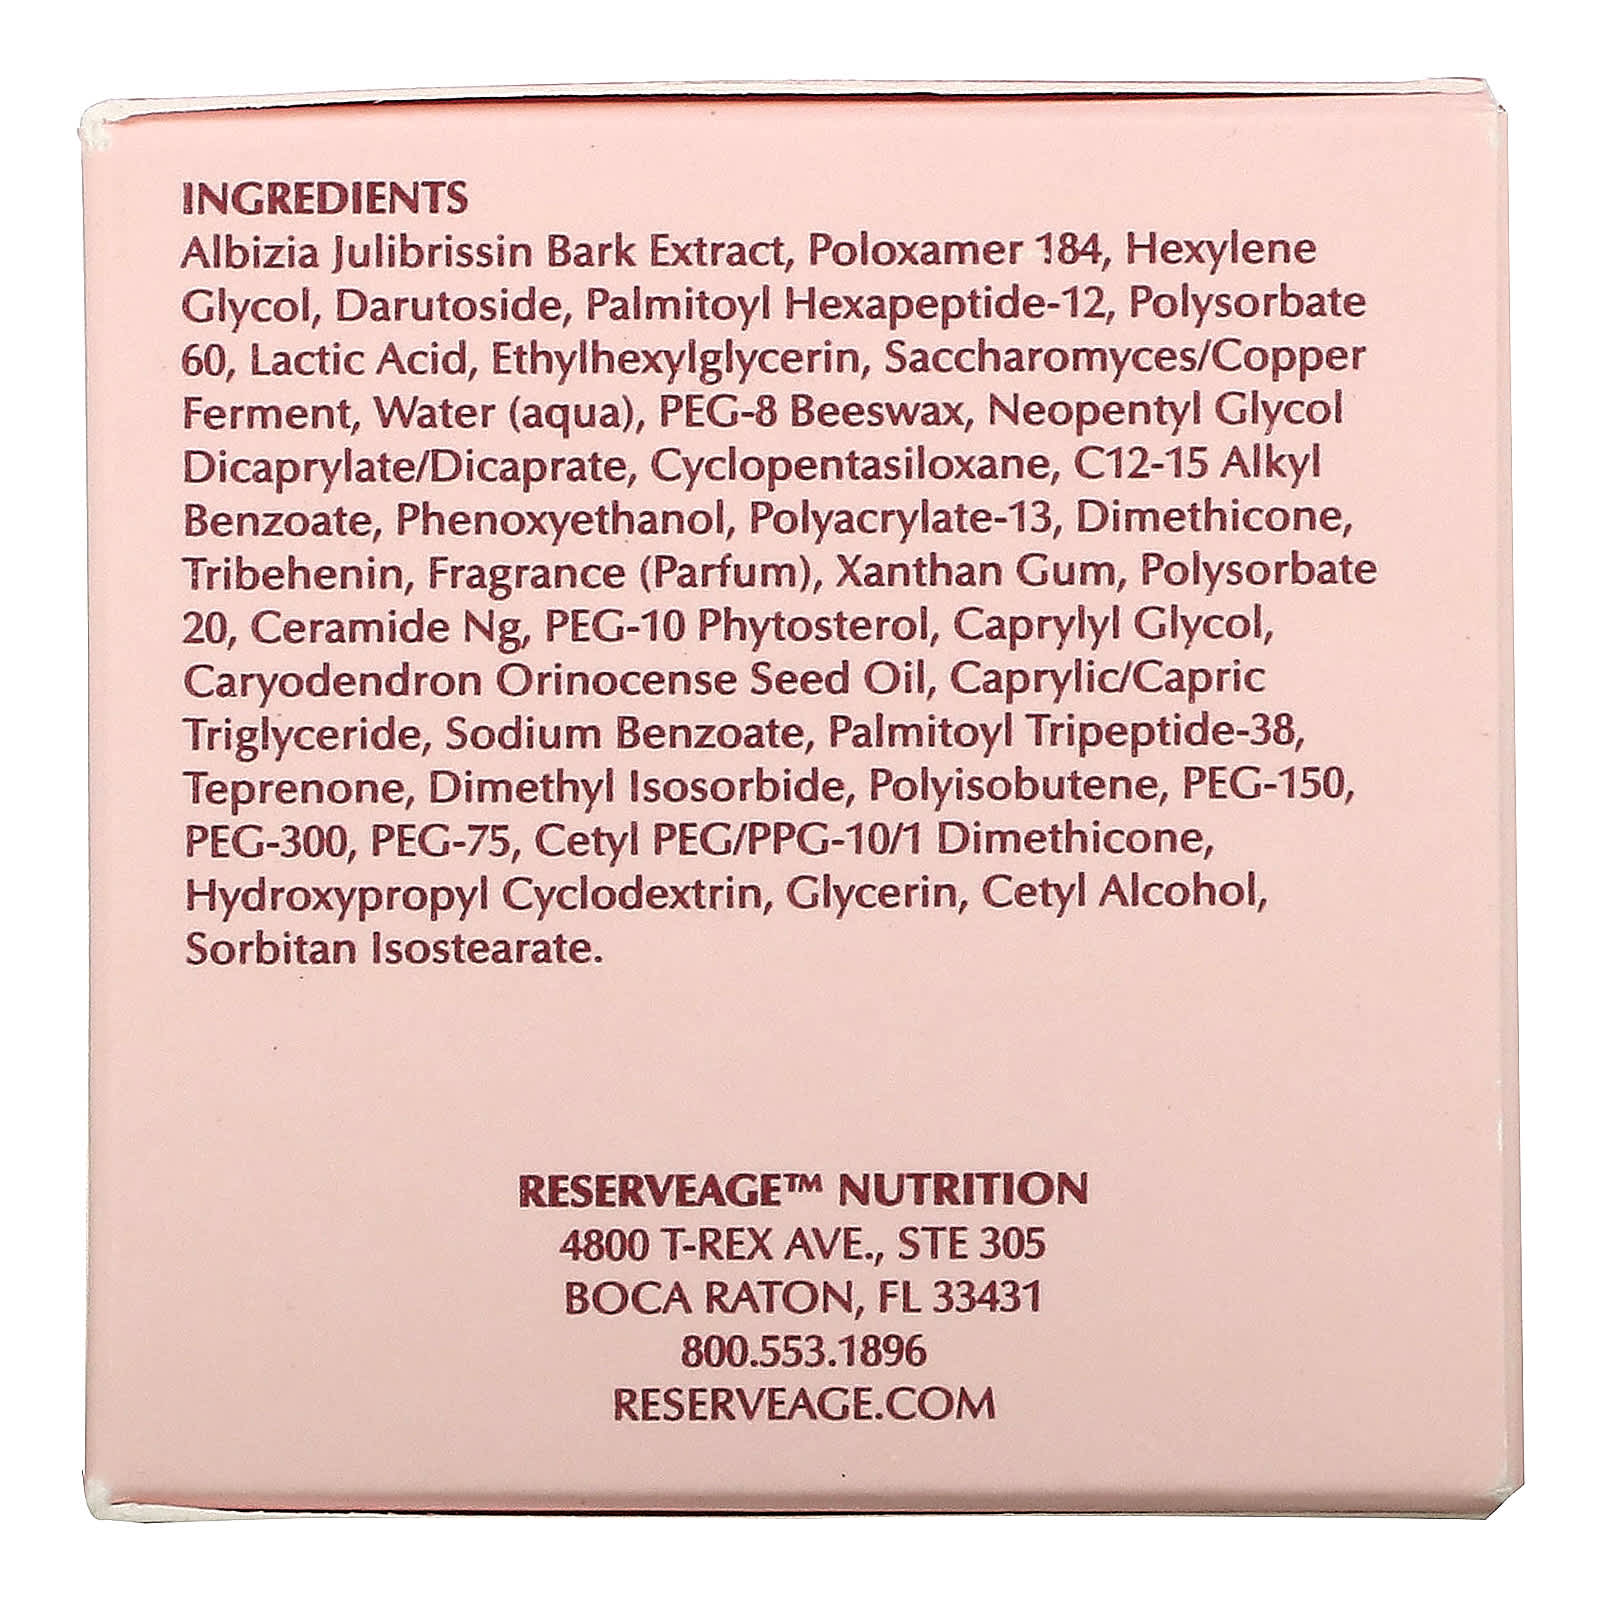 INGREDIENTS
Albizia Julibrissin Bark Extract, Poloxamer 184, Hexylene
Glycol, Darutoside, Palmitoyl Hexapeptide-12, Polysorbate
60, Lactic Acid, Ethylhexylglycerin, Saccharomyces/Copper
Ferment, Water (aqua), PEG-8 Beeswax, Neopentyl Glycol
Dicaprylate/Dicaprate, Cyclopentasiloxane, C12-15 Alkyl
Benzoate, Phenoxyethanol, Polyacrylate-13, Dimethicone,
Tribehenin, Fragrance (Parfum), Xanthan Gum, Polysorbate
20, Ceramide Ng, PEG-10 Phytosterol, Caprylyl Glycol,
Caryodendron Orinocense Seed Oil, Caprylic/Capric
Triglyceride, Sodium Benzoate, Palmitoyl Tripeptide-38,
Teprenone, Dimethyl Isosorbide, Polyisobutene, PEG-150,
PEG-300, PEG-75, Cetyl PEG/PPG-10/1 Dimethicone,
Hydroxypropyl Cyclodextrin, Glycerin, Cetyl Alcohol,
Sorbitan Isostearate.
RESERVEAGE™ NUTRITION
4800 T-REX AVE., STE 305
BOCA RATON, FL 33431
800.553.1896
RESERVEAGE.COM